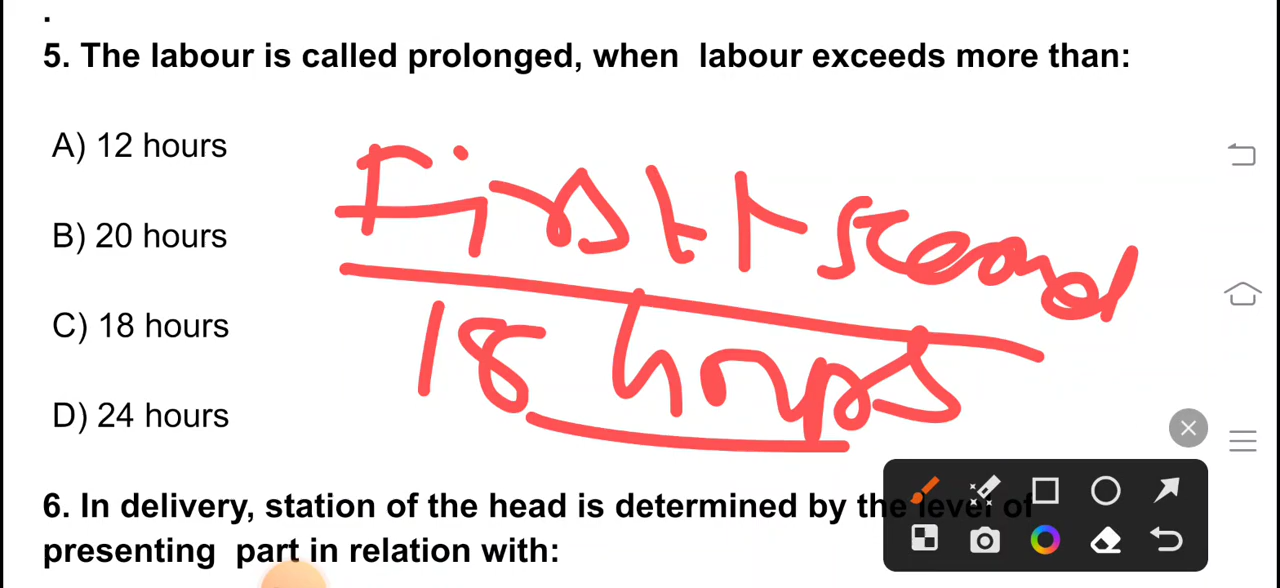 .
5. The labour is called prolonged, when labour exceeds more than:
A) 12 hours
First + second
B) 20 hours
C) 18 hours
18 hours
D) 24 hours
6. In delivery, station of the head is determined by the level of
presenting part in relation with: